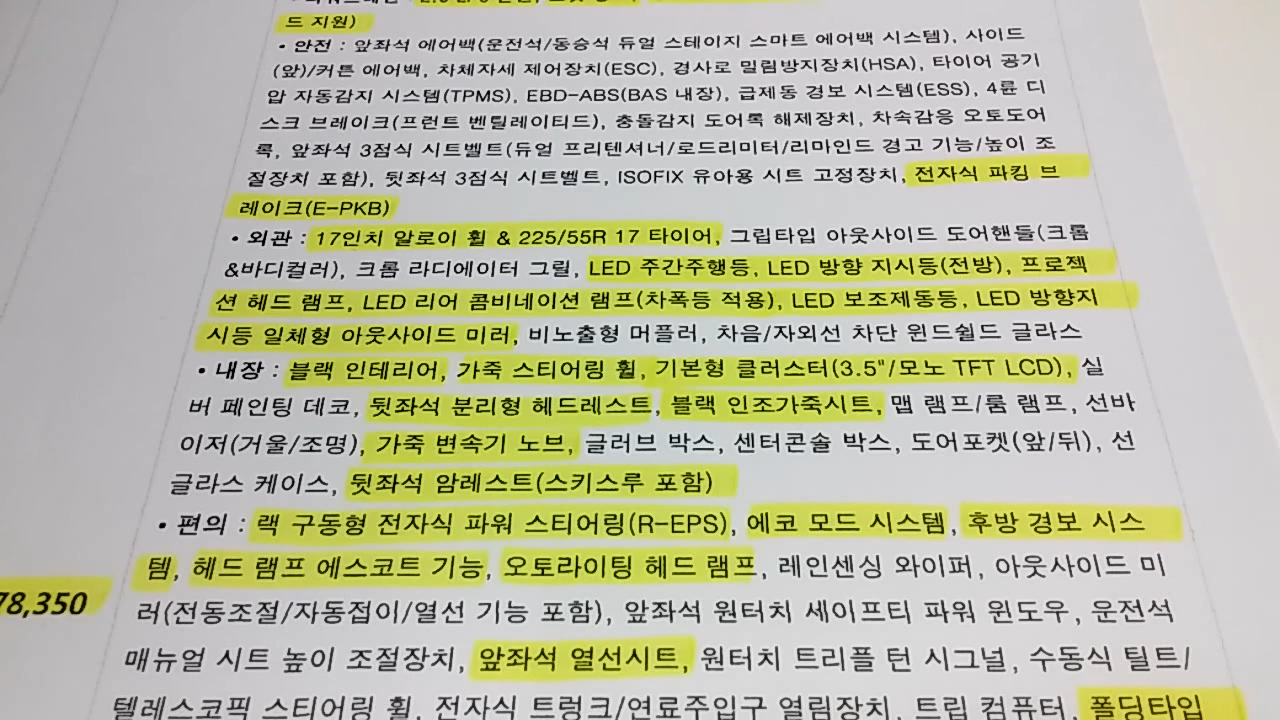 드 지원)
• 안전 : 앞좌석 에어백(운전석/동승석 듀얼 스테이지 스마트 에어백 시스템), 사이드
(앞)/커튼 에어백, 차체자세 제어장치(ESC), 경사로 밀림방지장치(HSA), 타이어 공기
압 자동감지 시스템(TPMS), EBD-ABS(BAS 내장), 급제동 경보 시스템(ESS), 4륜 디
스크 브레이크(프런트 벤틸레이티드), 충돌감지 도어록 해제장치, 차속감응 오토도어
록, 앞좌석 3점식 시트벨트(듀얼 프리텐셔너/로드리미터/리마인드 경고 기능/높이 조
절장치 포함), 뒷좌석 3점식 시트벨트, ISOFIX 유아용 시트 고정장치, 전자식 파킹 브
레이크(E-PKB)
• 외관 : 17인치 알로이 휠 & 225/55R 17 타이어, 그립타입 아웃사이드 도어핸들(크롬
&바디컬러), 크롬 라디에이터 그릴, LED 주간주행등, LED 방향 지시등(전방), 프로젝
션 헤드 램프, LED 리어 콤비네이션 램프(차폭등 적용), LED 보조제동등, LED 방향지
시등 일체형 아웃사이드 미러, 비노출형 머플러, 차음/자외선 차단 윈드쉴드 글라스
• 내장 : 블랙 인테리어, 가죽 스티어링 휠, 기본형 클러스터(3.5"/모노 TFT LCD), 실
버 페인팅 데코, 뒷좌석 분리형 헤드레스트, 블랙 인조가죽시트, 맵 램프/룸 램프, 선바
이저(거울/조명), 가죽 변속기 노브, 글러브 박스, 센터콘솔 박스, 도어포켓(앞/뒤), 선
글라스 케이스, 뒷좌석 암레스트(스키스루 포함)
• 편의 : 랙 구동형 전자식 파워 스티어링(R-EPS), 에코 모드 시스템, 후방 경보 시스
템, 헤드 램프 에스코트 기능, 오토라이팅 헤드 램프, 레인센싱 와이퍼, 아웃사이드 미
78,350
러(전동조절/자동접이/열선 기능 포함), 앞좌석 원터치 세이프티 파워 윈도우, 운전석
매뉴얼 시트 높이 조절장치, 앞좌석 열선시트, 원터치 트리플 턴 시그널, 수동식 틸트/
텔레스코픽 스티어링 휠, 전자식 트렁크/연료주입구 열림장치, 트립 컴퓨터, 폴딩타입